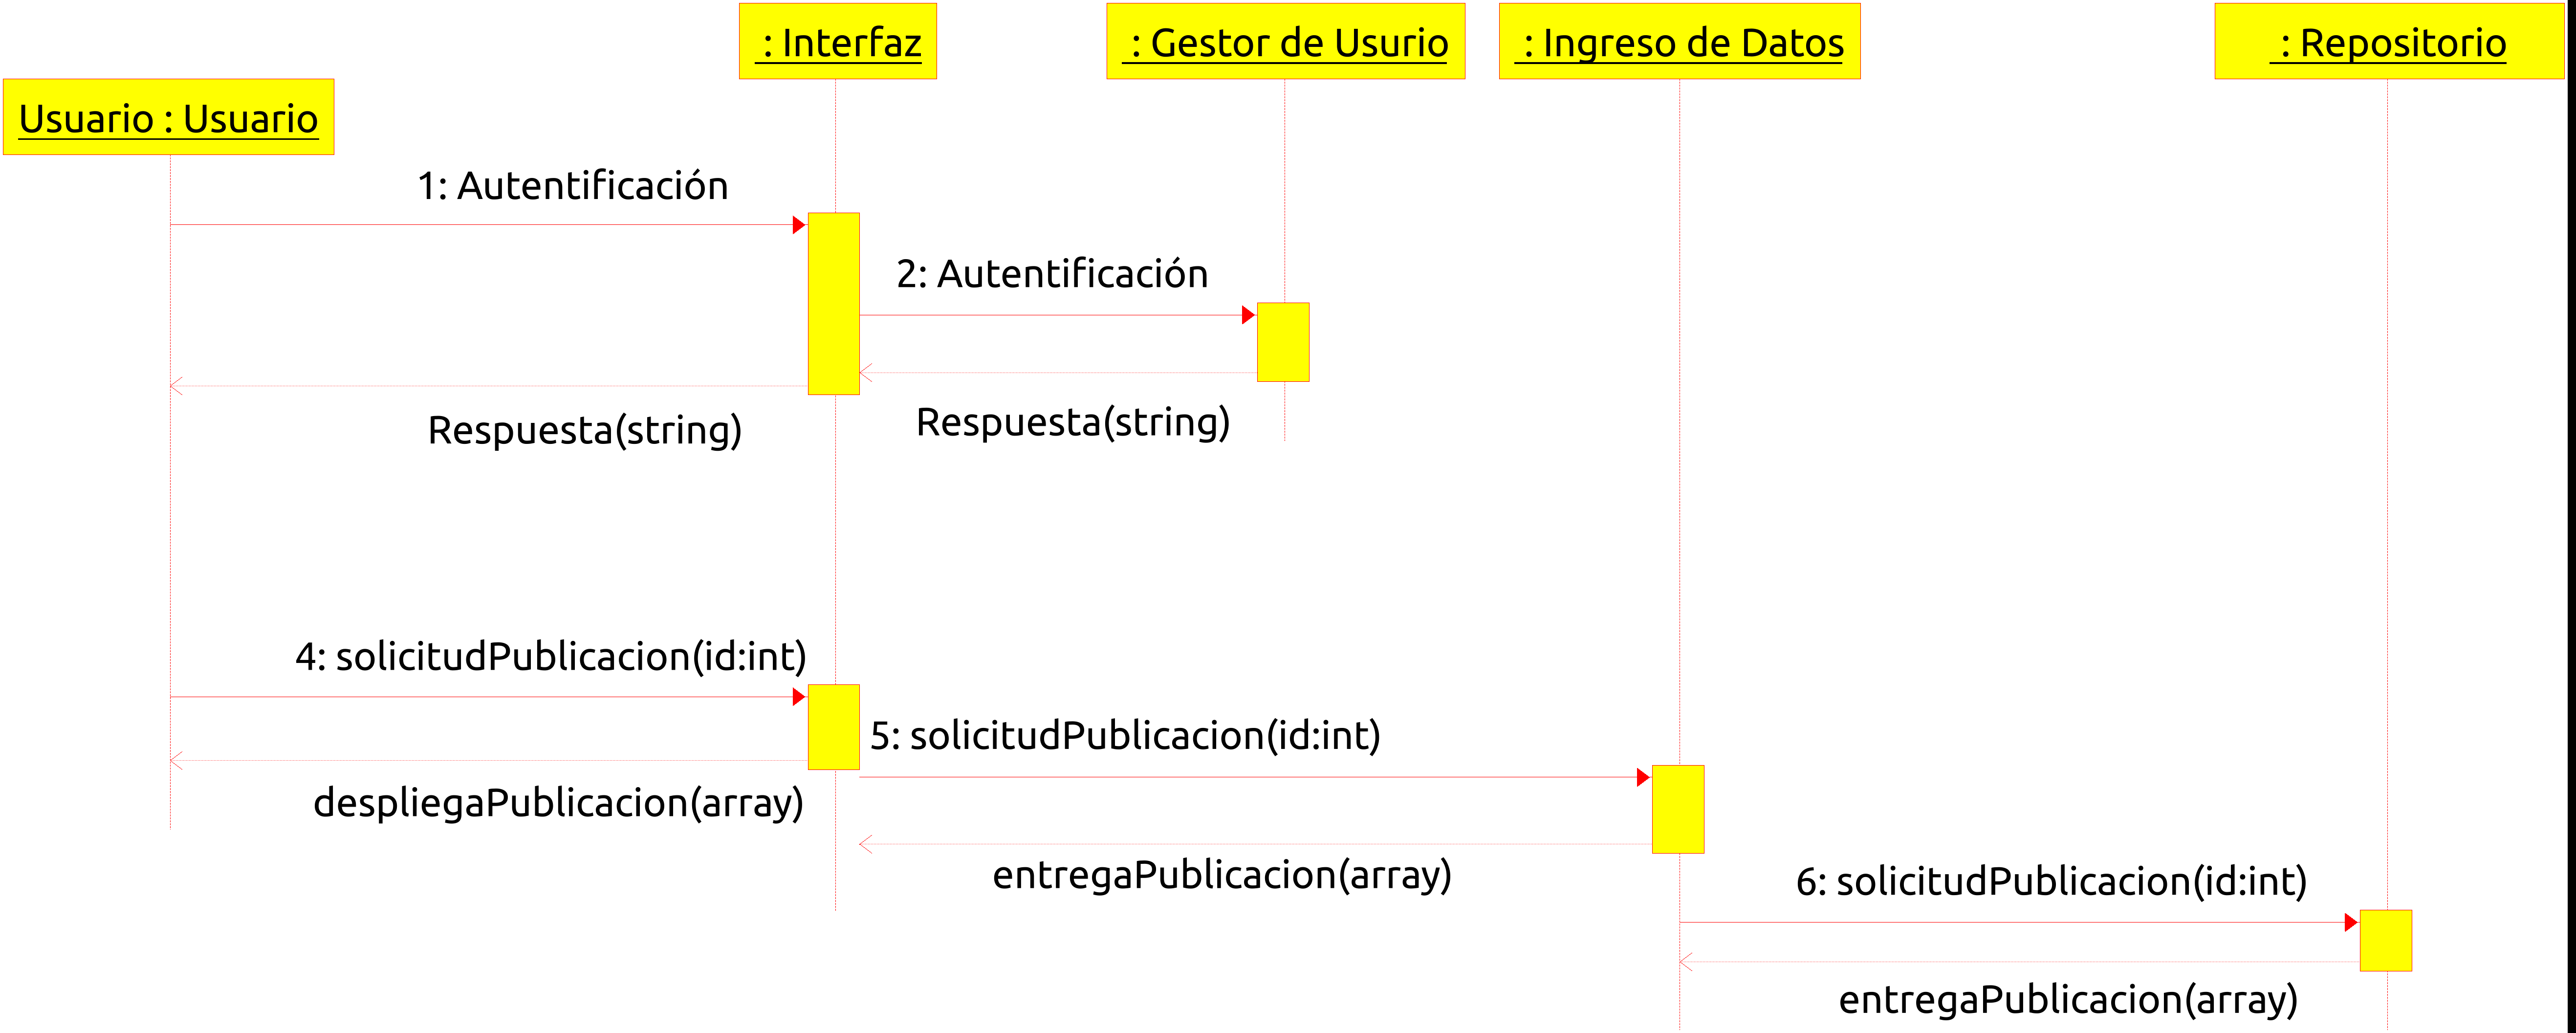 : Interfaz
: Gestor de Usurio
: Ingreso de Datos
: Repositorio
Usuario : Usuario
1: Autentificación
2: Autentificación
Respuesta(string)
Respuesta(string)
4: solicitudPublicacion(id:int)
5: solicitudPublicacion(id:int)
despliegaPublicacion(array)
entregaPublicacion(array)
6: solicitudPublicacion(id:int)
entregaPublicacion(array)